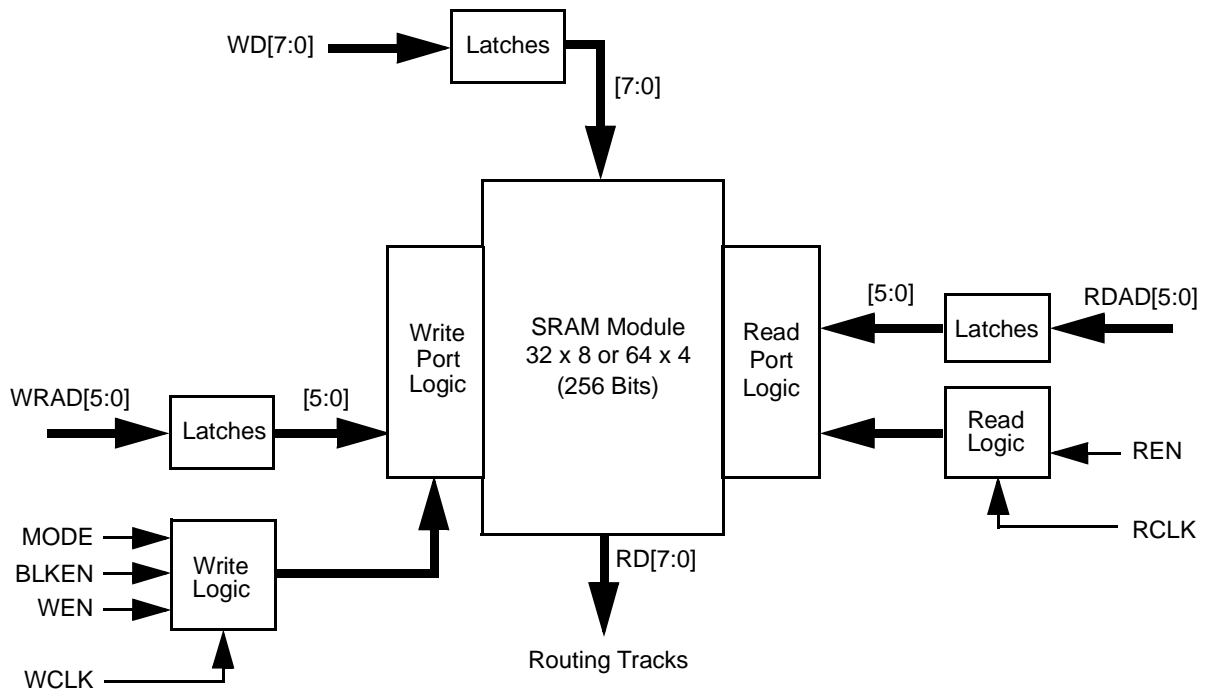 WD[7:0]
Latches
[7:0]
Write
Port
Logic
SRAM Module
32 x 8 or 64 x 4
(256 Bits)
Read
Port
Logic
[5:0]
RDAD[5:0]
Latches
WRAD[5:0]
[5:0]
Latches
Read
Logic
REN
RCLK
MODE
BLKEN
WEN
Write
Logic
WCLK
RD[7:0]
Routing Tracks